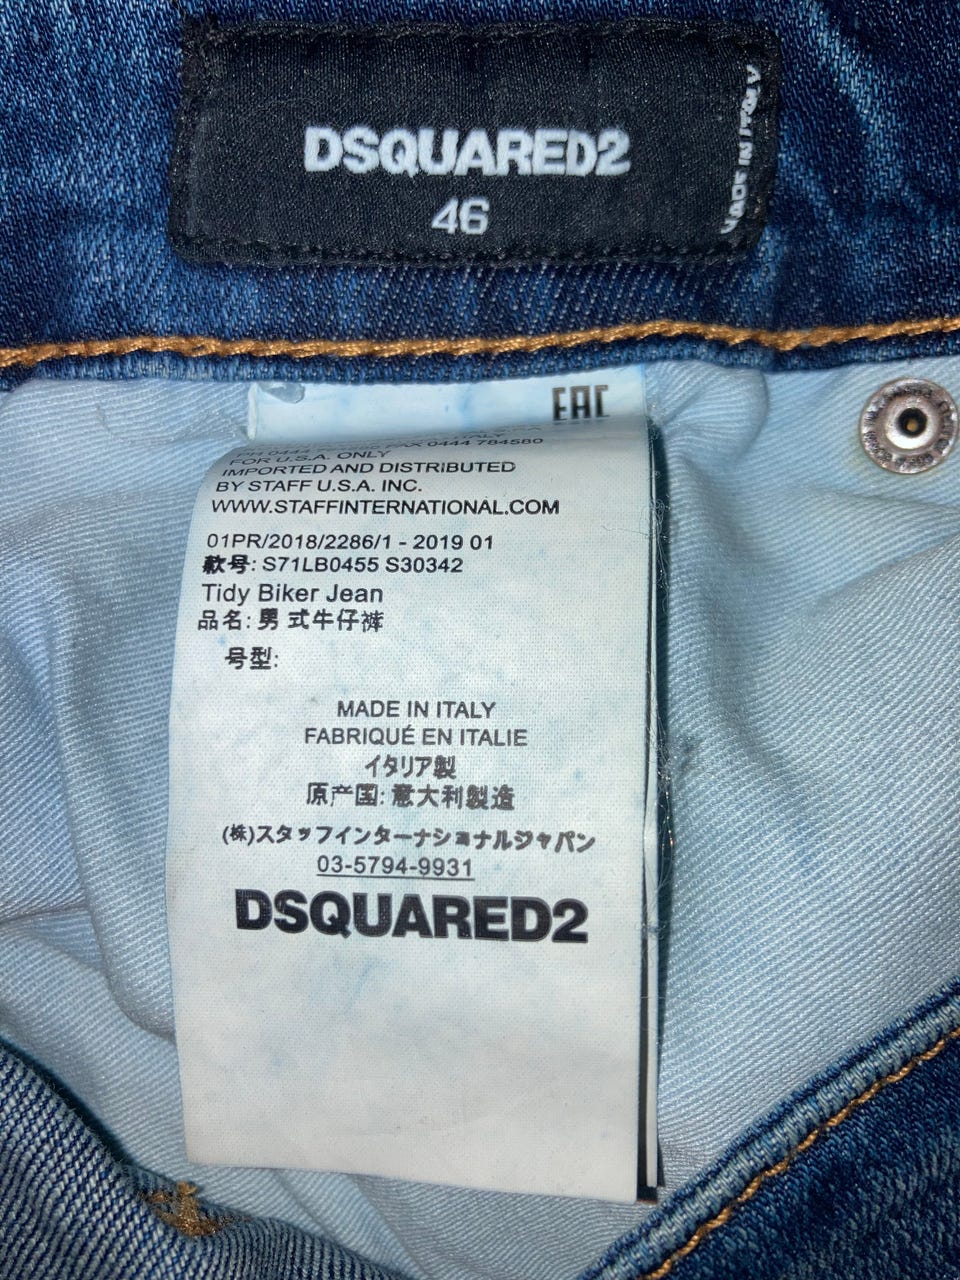 DSQUARED2
46
MADE IN ITALY
EAC
FAX 0444 784580
FOR U.S.A. ONLY
IMPORTED AND DISTRIBUTED
BY STAFF U.S.A. INC.
WWW.STAFFINTERNATIONAL.COM
01PR/2018/2286/1 - 2019 01
款号: S71LB0455 S30342
Tidy Biker Jean
品名: 男 式牛仔裤
号型:
MADE IN ITALY
FABRIQUÉ EN ITALIE
イタリア製
原产国: 意大利製造
(株)スタッフインターナショナルジャパン
03-5794-9931
DSQUARED2